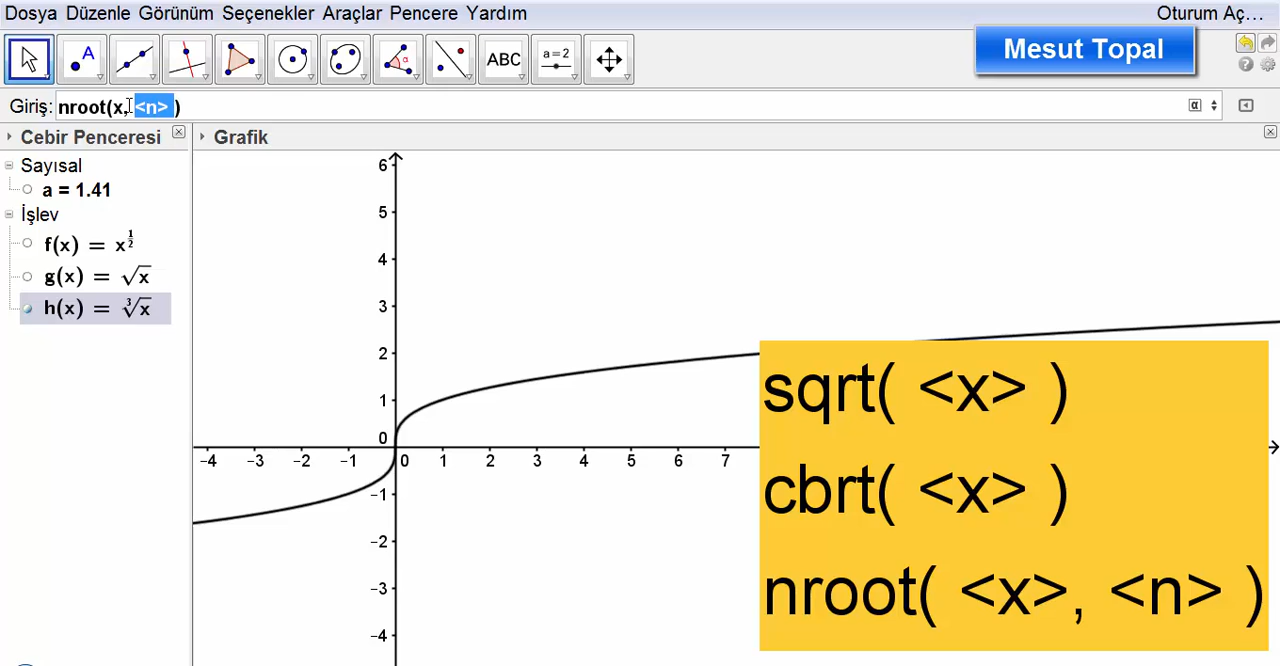 Dosya Düzenle Görünüm Seçenekler Araçlar Pencere Yardım Oturum Aç…
A α ABC a = 2 Mesut Topal
Giriş: nroot(x, <n> ) α
Cebir Penceresi Grafik
Sayısal
a = 1.41
İşlev
f(x) = x^{1/2}
g(x) = √x
h(x) = ∛x
6
5
4
3
2
1
0
-4 -3 -2 -1 0 1 2 3 4 5 6 7
-1
-2
-3
-4
sqrt( <x> )
cbrt( <x> )
nroot( <x>, <n> )